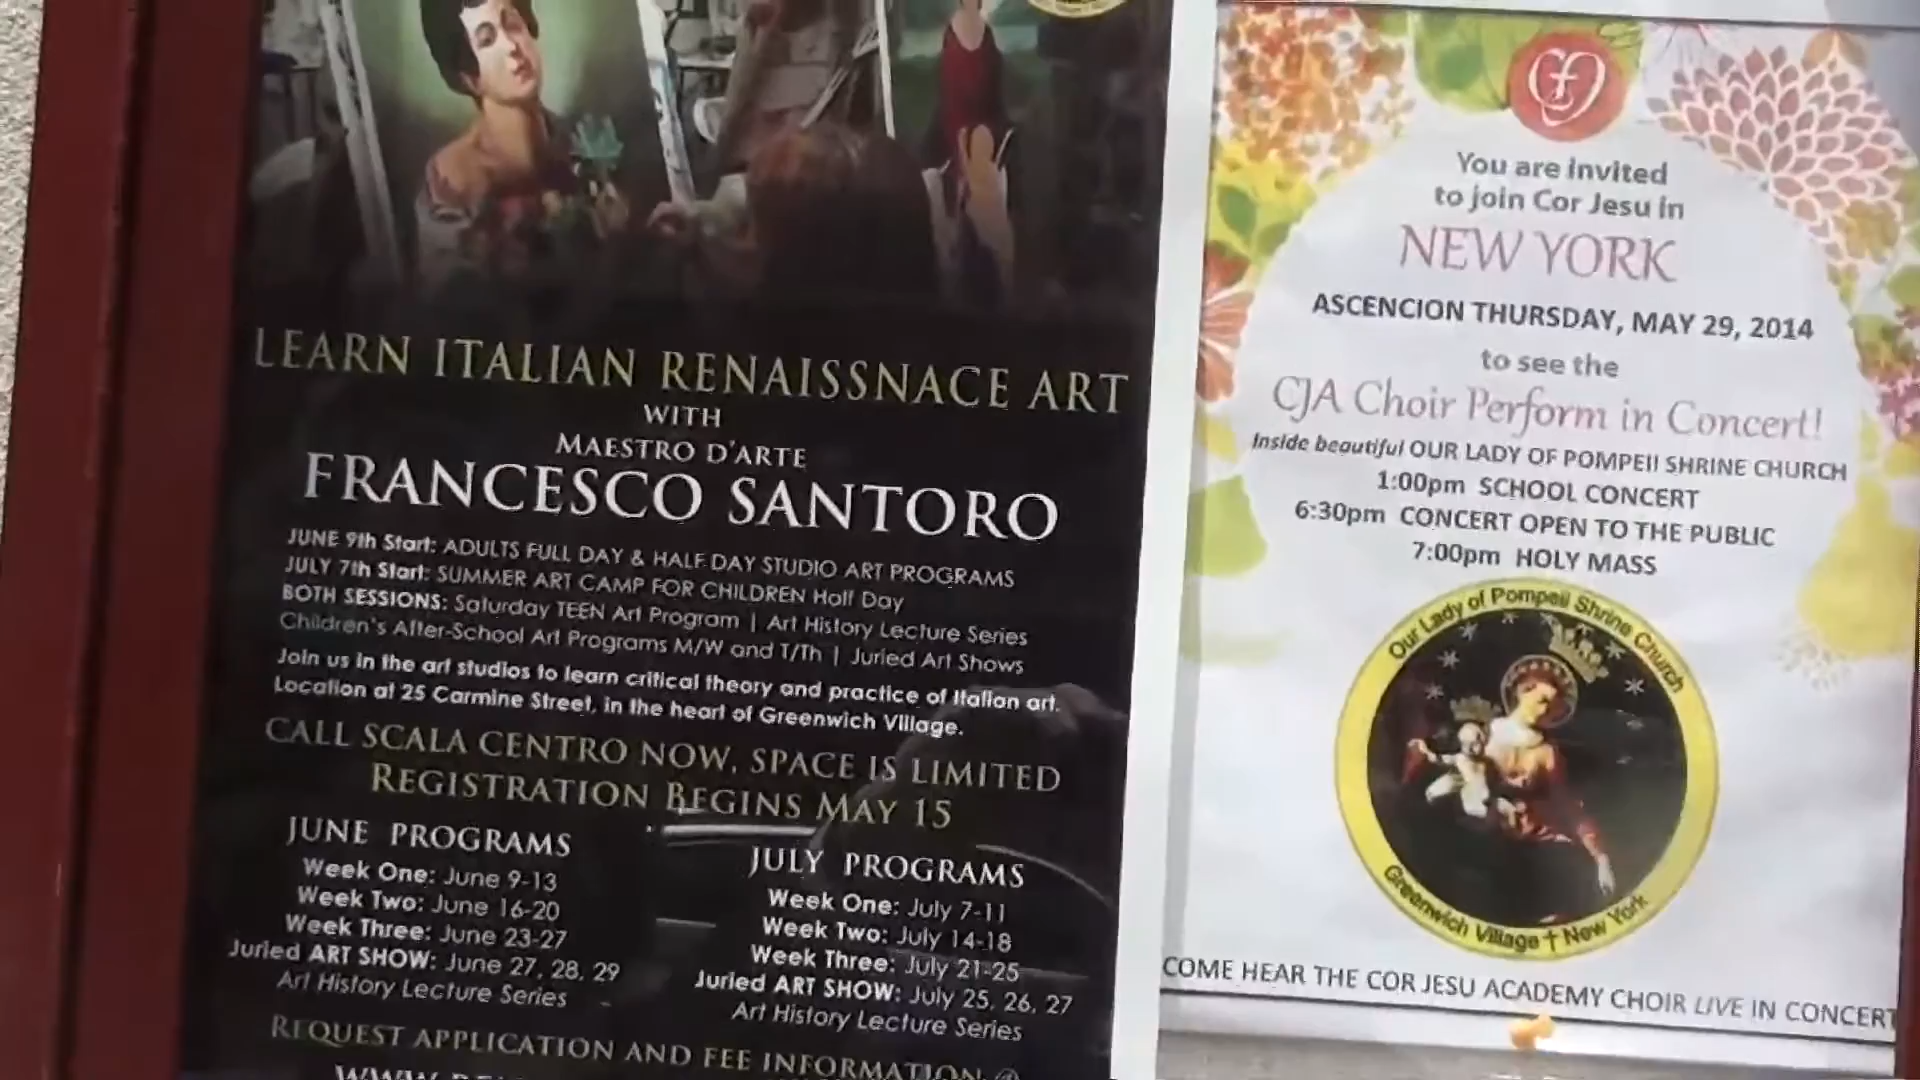 LEARN ITALIAN RENAISSNACE ART
WITH
MAESTRO D'ARTE
FRANCESCO SANTORO
JUNE 9th Start: ADULTS FULL DAY & HALF DAY STUDIO ART PROGRAMS
JULY 7th Start: SUMMER ART CAMP FOR CHILDREN Half Day
BOTH SESSIONS: Saturday TEEN Art Program | Art History Lecture Series
Children's After-School Art Programs M/W and T/Th | Juried Art Shows
Join us in the art studios to learn critical theory and practice of Italian art.
Location at 25 Carmine Street, in the heart of Greenwich Village.
CALL SCALA CENTRO NOW, SPACE IS LIMITED
REGISTRATION BEGINS MAY 15
JUNE PROGRAMS
Week One: June 9-13
Week Two: June 16-20
Week Three: June 23-27
Juried ART SHOW: June 27, 28, 29
Art History Lecture Series
JULY PROGRAMS
Week One: July 7-11
Week Two: July 14-18
Week Three: July 21-25
Juried ART SHOW: July 25, 26, 27
Art History Lecture Series
REQUEST APPLICATION AND FEE INFORMATION @
You are invited
to join Cor Jesu in
NEW YORK
ASCENCION THURSDAY, MAY 29, 2014
to see the
CJA Choir Perform in Concert!
Inside beautiful OUR LADY OF POMPEII SHRINE CHURCH
1:00pm SCHOOL CONCERT
6:30pm CONCERT OPEN TO THE PUBLIC
7:00pm HOLY MASS
Our Lady of Pompeii Shrine Church
Greenwich Village † New York
COME HEAR THE COR JESU ACADEMY CHOIR LIVE IN CONCERT